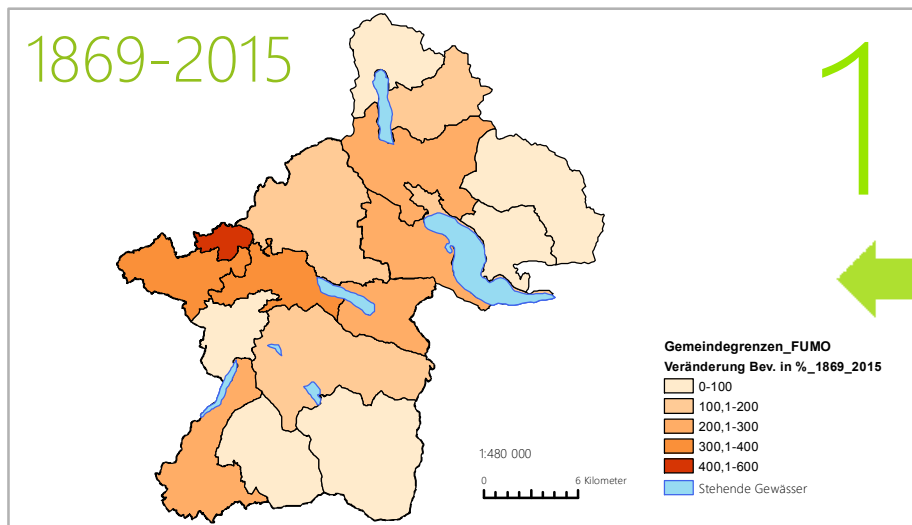 1869-2015
1
Gemeindegrenzen_FUMO
Veränderung Bev. in %_1869_2015
0-100
100,1-200
200,1-300
300,1-400
400,1-600
Stehende Gewässer
1:480 000
0 6 Kilometer